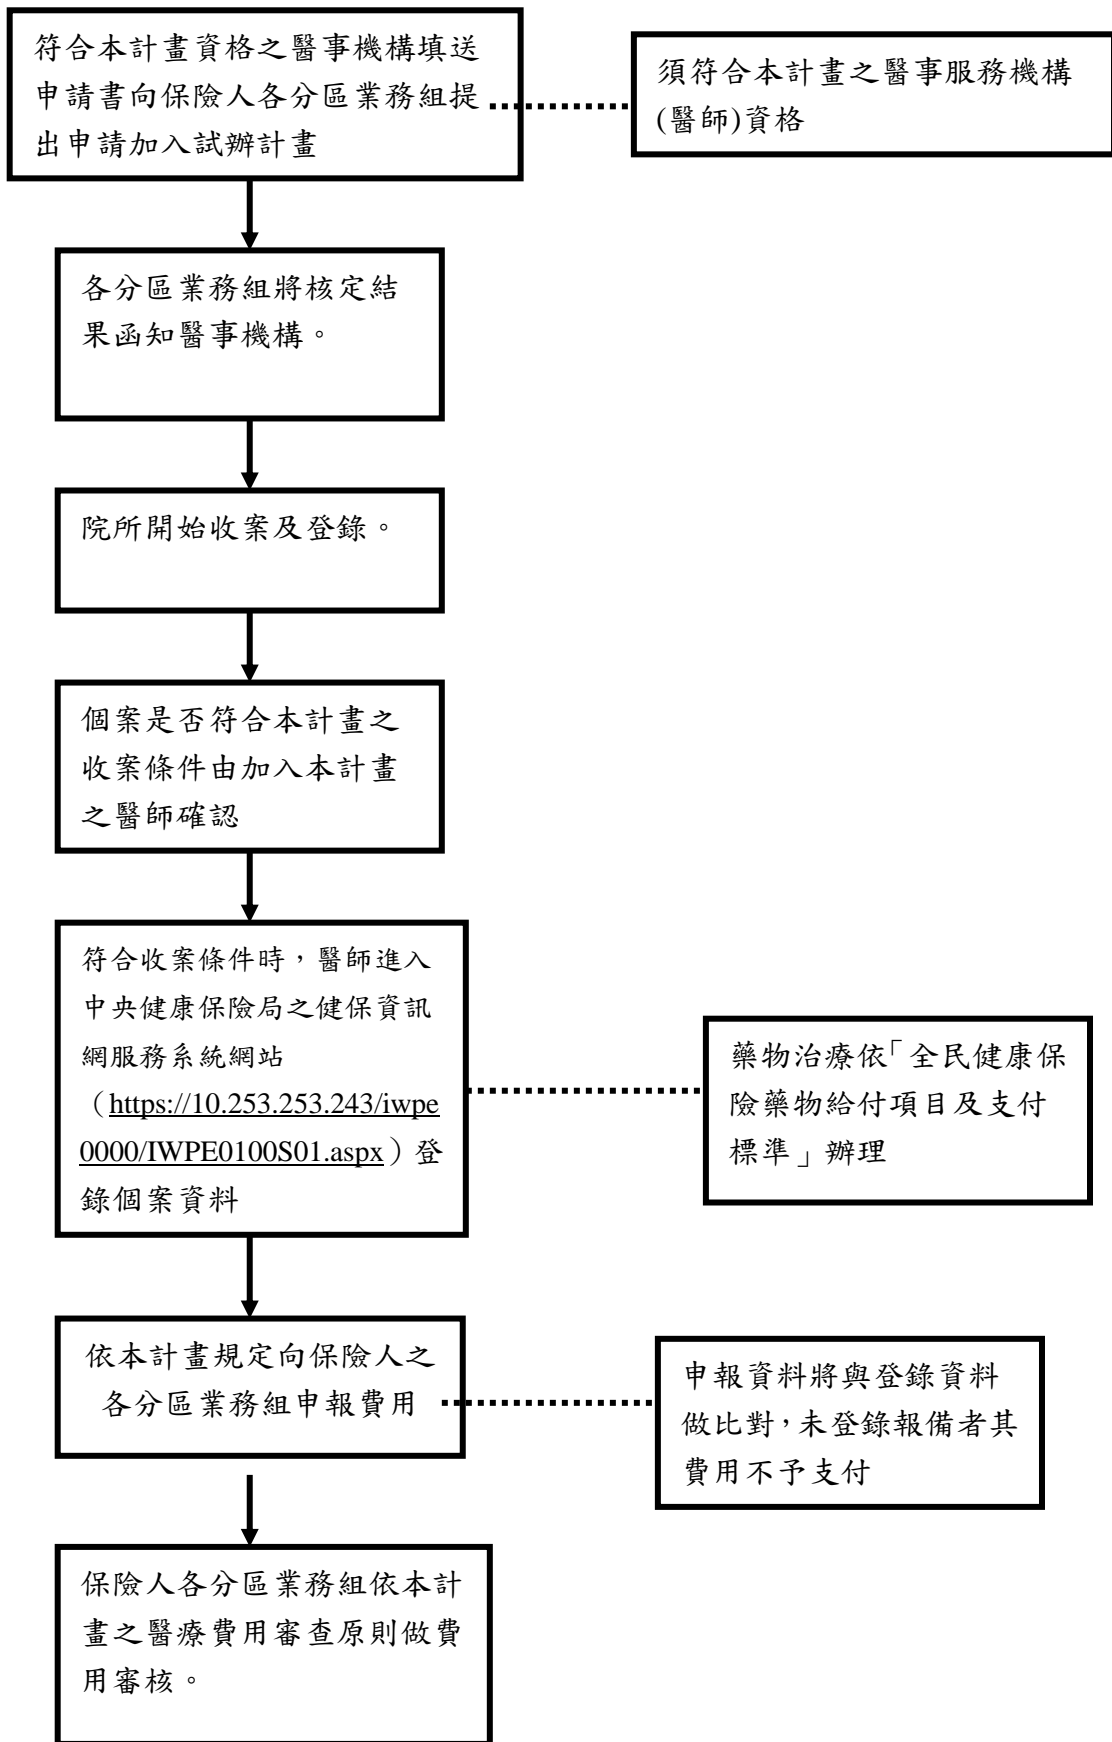 符合本計畫資格之醫事機構填送
申請書向保險人各分區業務組提
出申請加入試辦計畫
須符合本計畫之醫事服務機構
(醫師)資格
各分區業務組將核定結
果函知醫事機構。
院所開始收案及登錄。
個案是否符合本計畫之
收案條件由加入本計畫
之醫師確認
符合收案條件時，醫師進入
中央健康保險局之健保資訊
網服務系統網站
（https://10.253.253.243/iwpe
0000/IWPE0100S01.aspx）登
錄個案資料
藥物治療依「全民健康保
險藥物給付項目及支付
標準」辦理
依本計畫規定向保險人之
各分區業務組申報費用
申報資料將與登錄資料
做比對，未登錄報備者其
費用不予支付
保險人各分區業務組依本計
畫之醫療費用審查原則做費
用審核。